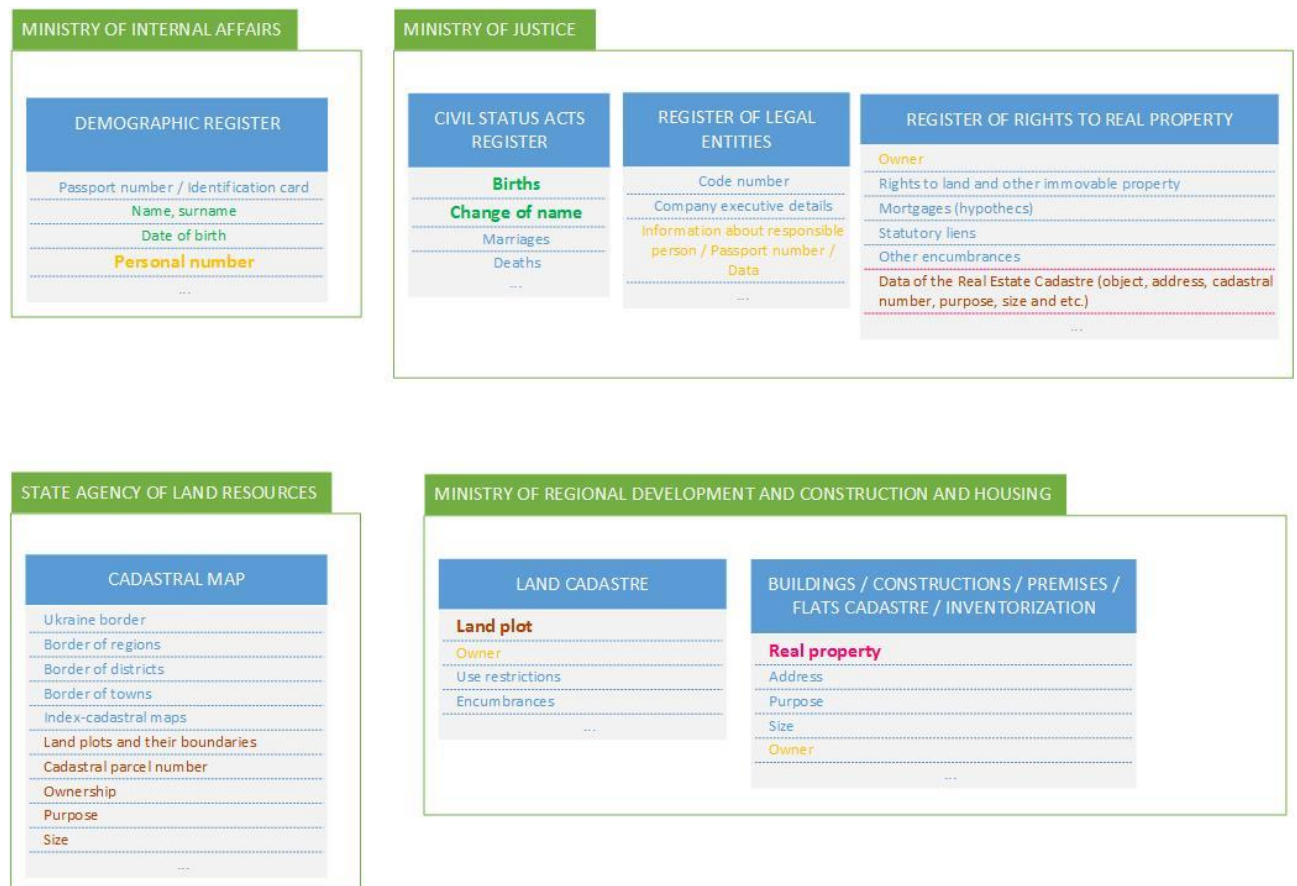 MINISTRY OF INTERNAL AFFAIRS
DEMOGRAPHIC REGISTER
Passport number / Identification card
Name, surname
Date of birth
Personal number
...
MINISTRY OF JUSTICE
CIVIL STATUS ACTS
REGISTER
Births
Change of name
Marriages
Deaths
...
REGISTER OF LEGAL
ENTITIES
Code number
Company executive details
Information about responsible
person / Passport number /
Data
...
REGISTER OF RIGHTS TO REAL PROPERTY
Owner
Rights to land and other immovable property
Mortgages (hypothecs)
Statutory liens
Other encumbrances
Data of the Real Estate Cadastre (object, address, cadastral
number, purpose, size and etc.)
...
STATE AGENCY OF LAND RESOURCES
CADASTRAL MAP
Ukraine border
Border of regions
Border of districts
Border of towns
Index-cadastral maps
Land plots and their boundaries
Cadastral parcel number
Ownership
Purpose
Size
...
MINISTRY OF REGIONAL DEVELOPMENT AND CONSTRUCTION AND HOUSING
LAND CADASTRE
Land plot
Owner
Use restrictions
Encumbrances
...
BUILDINGS / CONSTRUCTIONS / PREMISES /
FLATS CADASTRE / INVENTORIZATION
Real property
Address
Purpose
Size
Owner
...